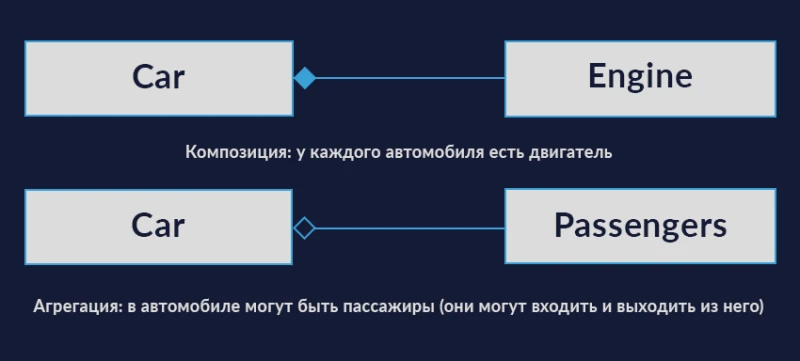 Car
Engine
Композиция: у каждого автомобиля есть двигатель
Car
Passengers
Агрегация: в автомобиле могут быть пассажиры (они могут входить и выходить из него)